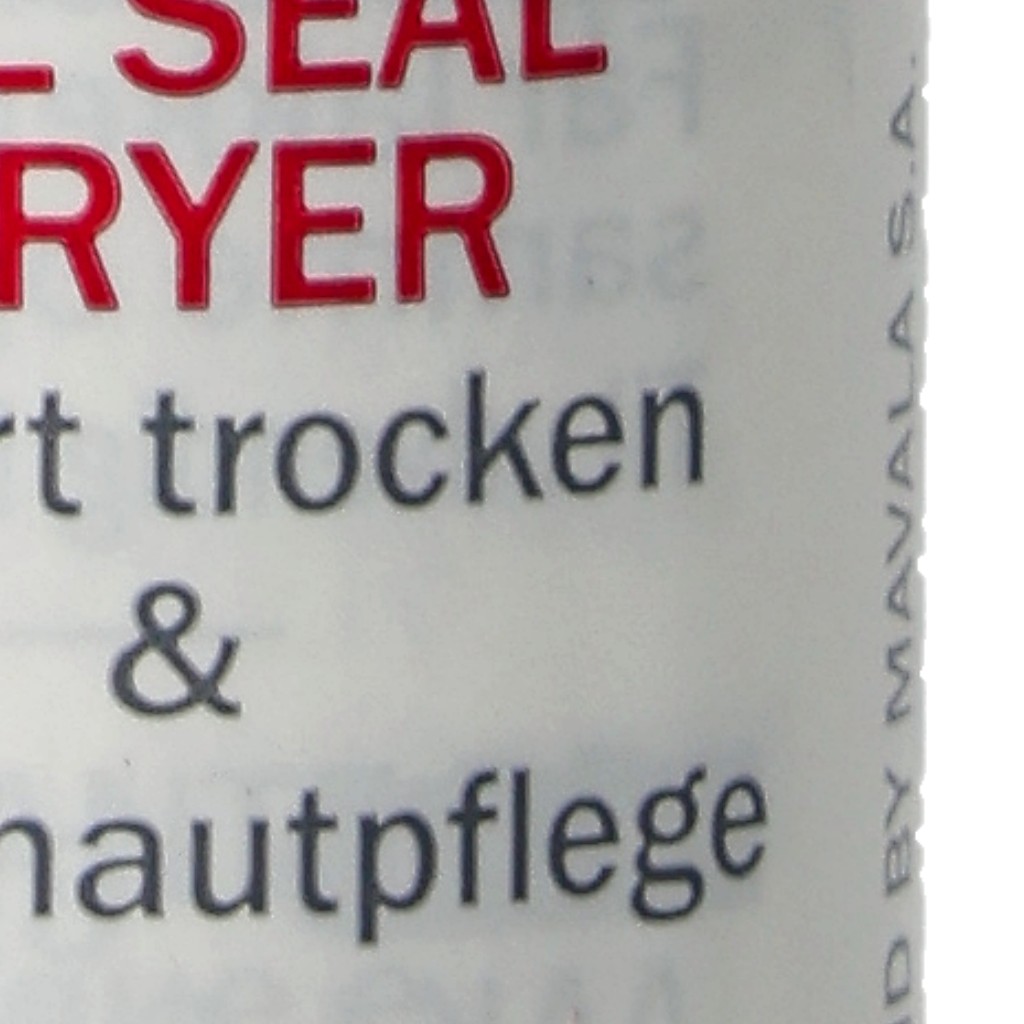 L SEAL
RYER
rt trocken
&
hautpflege
D BY MAVALA S.A.